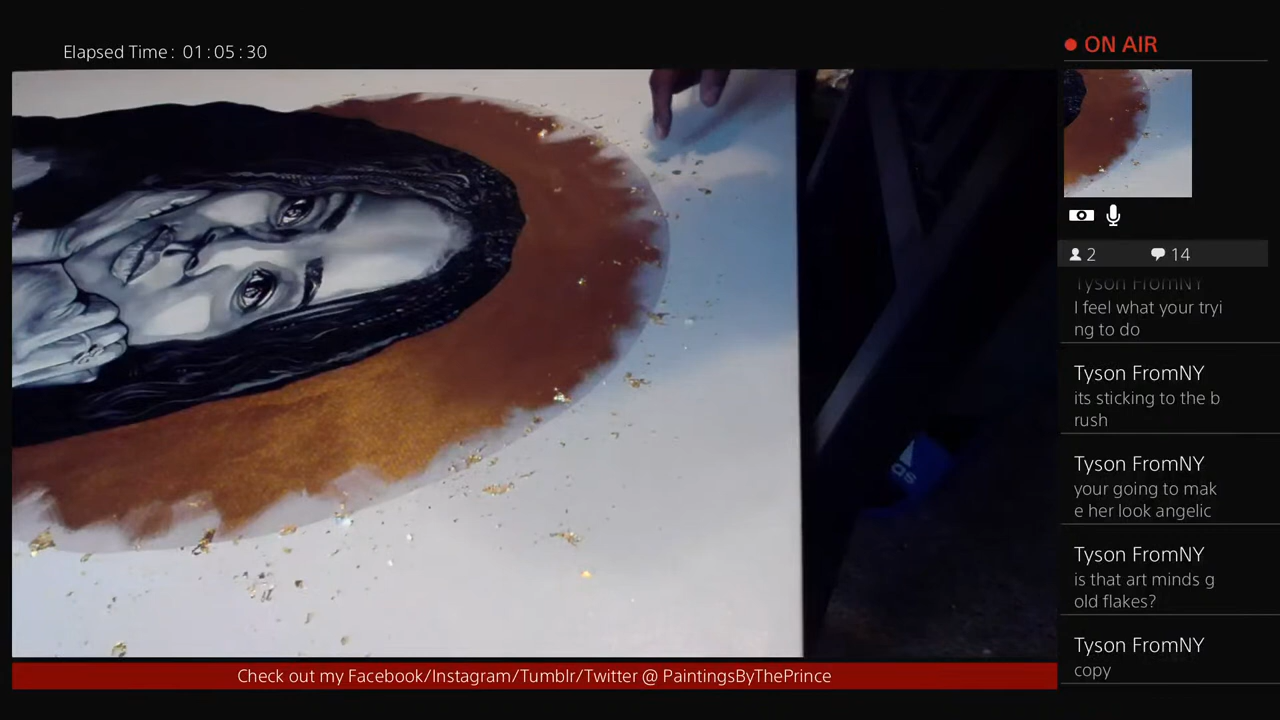 Elapsed Time: 01:05:30
ON AIR
2 14
Tyson FromNY
I feel what your tryi
ng to do
Tyson FromNY
its sticking to the b
rush
Tyson FromNY
your going to mak
e her look angelic
Tyson FromNY
is that art minds g
old flakes?
Tyson FromNY
copy
Check out my Facebook/Instagram/Tumblr/Twitter @ PaintingsByThePrince